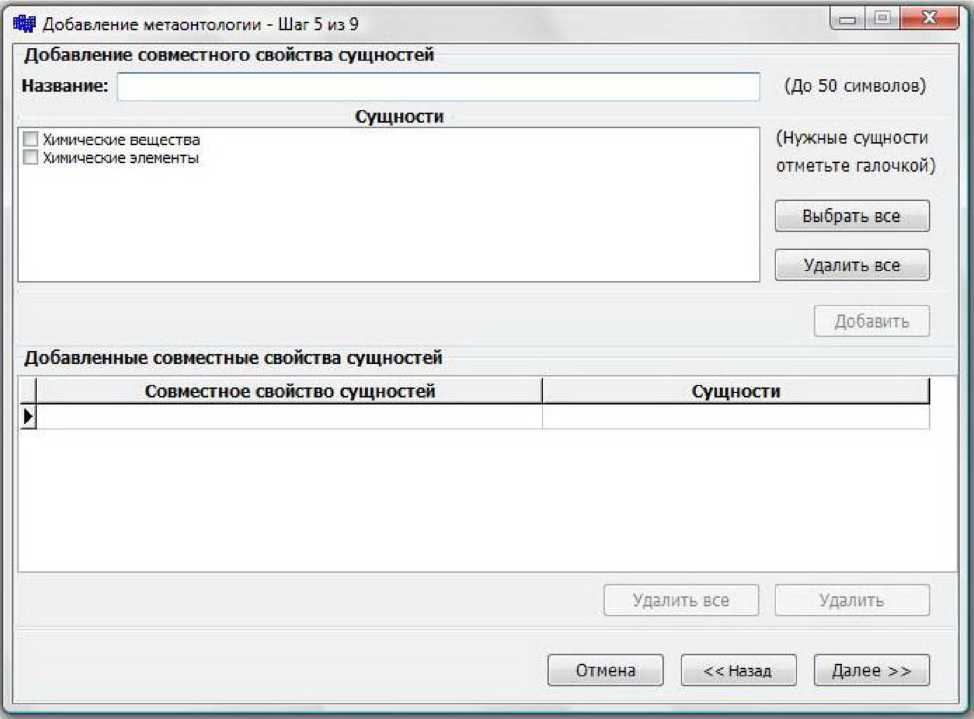 Добавление метаонтологии - Шаг 5 из 9
Добавление совместного свойства сущностей
Название: (До 50 символов)
Сущности
Химические вещества
Химические элементы
(Нужные сущности
отметьте галочкой)
Выбрать все
Удалить все
Добавить
Добавленные совместные свойства сущностей
Совместное свойство сущностей Сущности
Удалить все Удалить
Отмена << Назад Далее >>